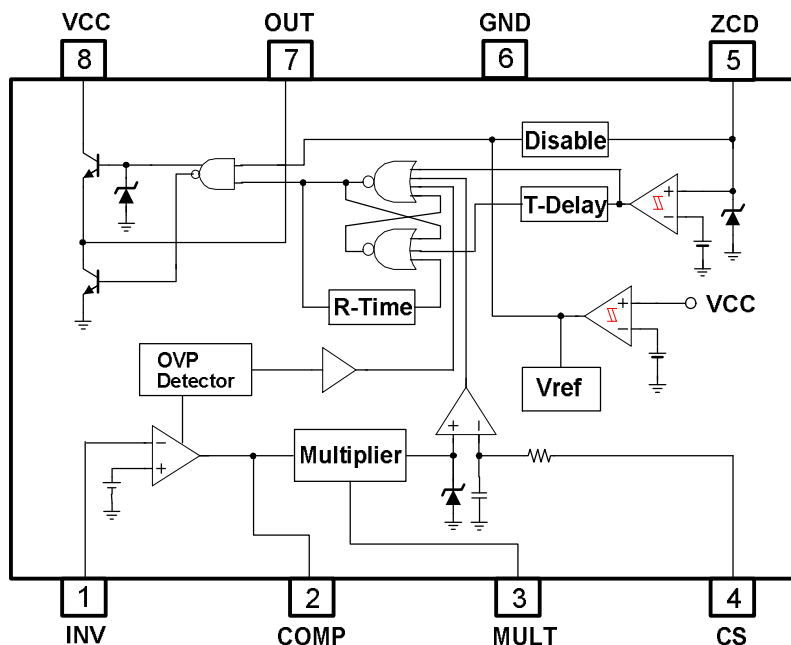 VCC OUT GND ZCD
8 7 6 5
Disable
T-Delay
+
−
R-Time
+
−
VCC
OVP
Detector
Vref
−
+
Multiplier
+ −
1 2 3 4
INV COMP MULT CS